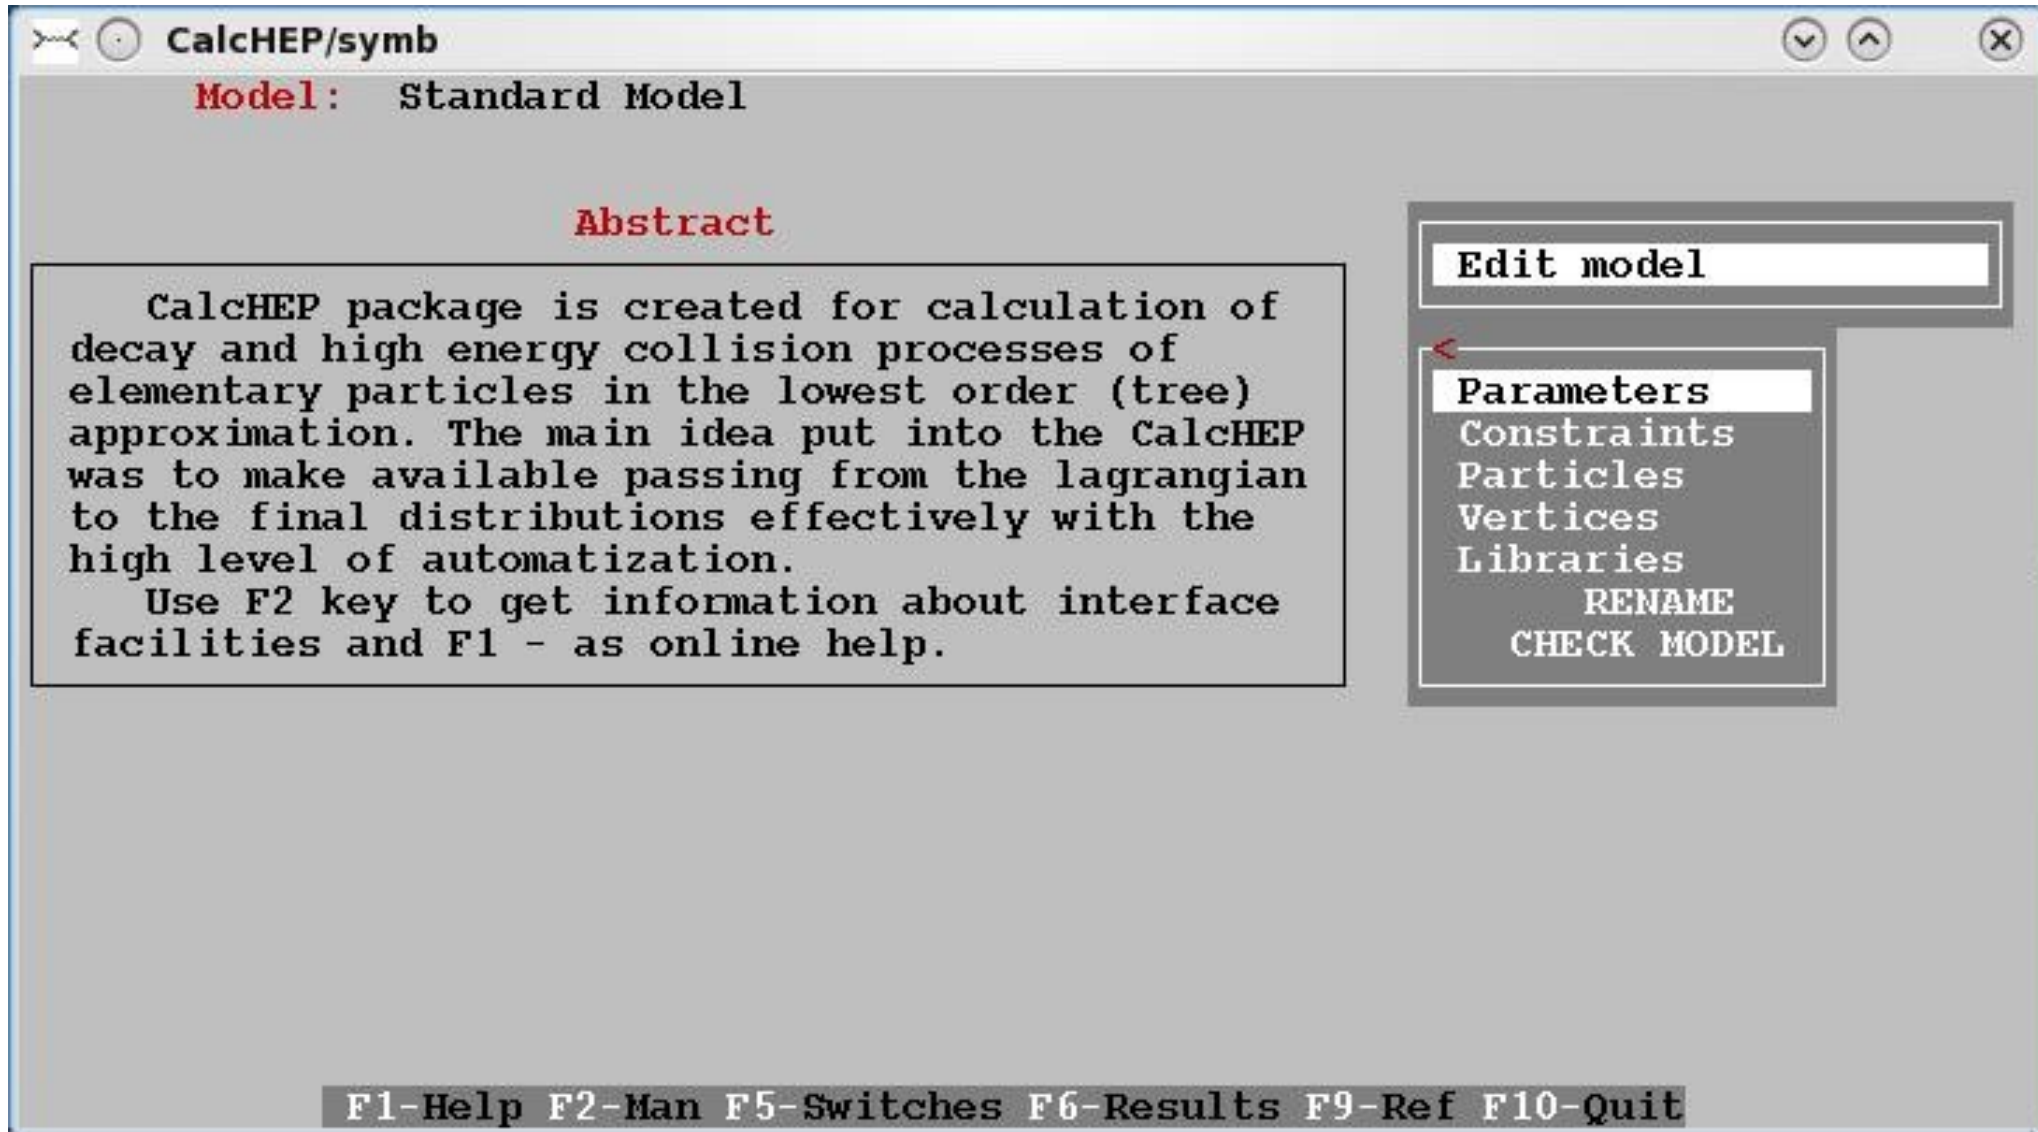 CalcHEP/symb
Model: Standard Model
Abstract
CalcHEP package is created for calculation of
decay and high energy collision processes of
elementary particles in the lowest order (tree)
approximation. The main idea put into the CalcHEP
was to make available passing from the lagrangian
to the final distributions effectively with the
high level of automatization.
Use F2 key to get information about interface
facilities and F1 - as online help.
Edit model
<
Parameters
Constraints
Particles
Vertices
Libraries
RENAME
CHECK MODEL
F1-Help F2-Man F5-Switches F6-Results F9-Ref F10-Quit